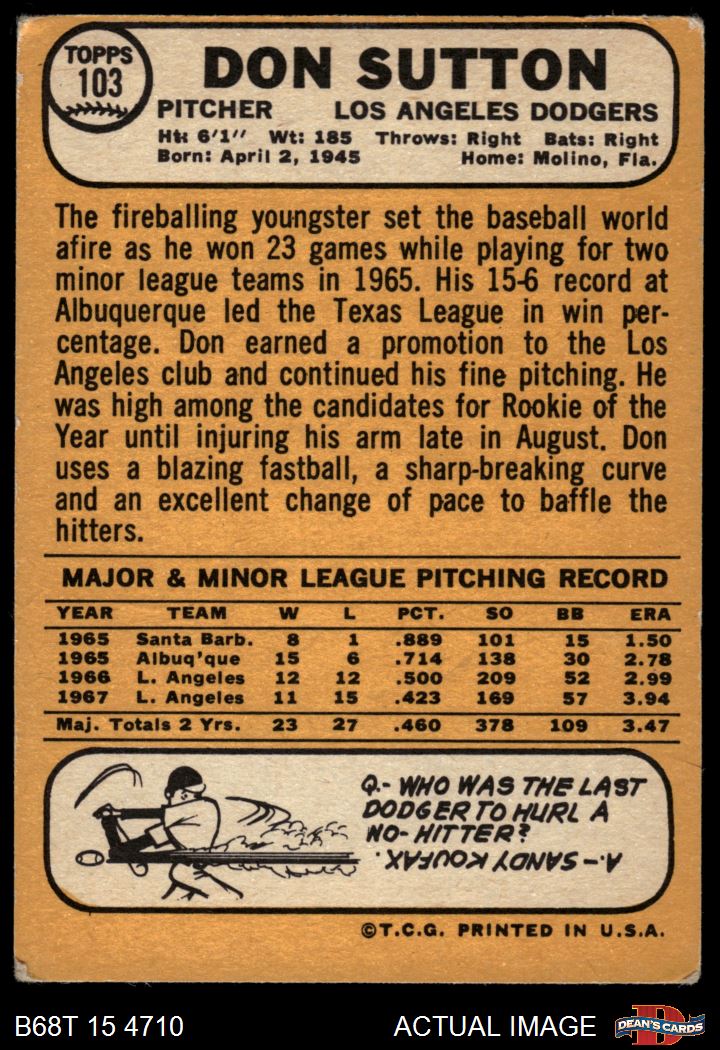 TOPPS
103
DON SUTTON
PITCHER LOS ANGELES DODGERS
Ht: 6'1" Wt: 185 Throws: Right Bats: Right
Born: April 2, 1945 Home: Molino, Fla.
The fireballing youngster set the baseball world
afire as he won 23 games while playing for two
minor league teams in 1965. His 15-6 record at
Albuquerque led the Texas League in win per-
centage. Don earned a promotion to the Los
Angeles club and continued his fine pitching. He
was high among the candidates for Rookie of the
Year until injuring his arm late in August. Don
uses a blazing fastball, a sharp-breaking curve
and an excellent change of pace to baffle the
hitters.
MAJOR & MINOR LEAGUE PITCHING RECORD
YEAR TEAM W L PCT. SO BB ERA
1965 Santa Barb. 8 1 .889 101 15 1.50
1965 Albuq'que 15 6 .714 138 30 2.78
1966 L. Angeles 12 12 .500 209 52 2.99
1967 L. Angeles 11 15 .423 169 57 3.94
Maj. Totals 2 Yrs. 23 27 .460 378 109 3.47
Q.- WHO WAS THE LAST
DODGER TO HURL A
NO-HITTER?
A.- SANDY KOUFAX.
©T.C.G. PRINTED IN U.S.A.
B68T 15 4710 ACTUAL IMAGE D DEAN'S CARDS